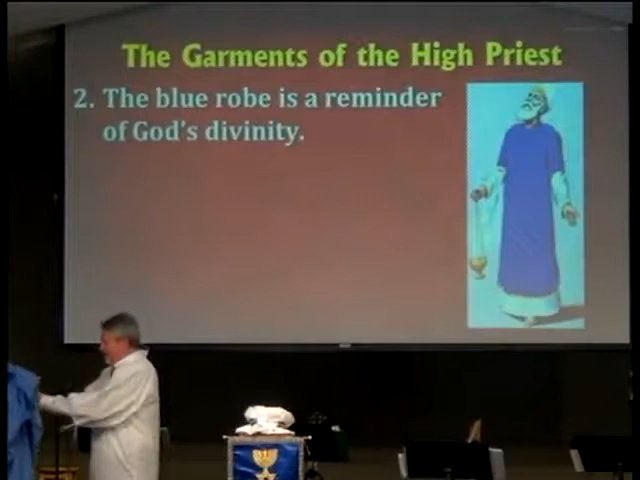 The Garments of the High Priest
2. The blue robe is a reminder
of God's divinity.